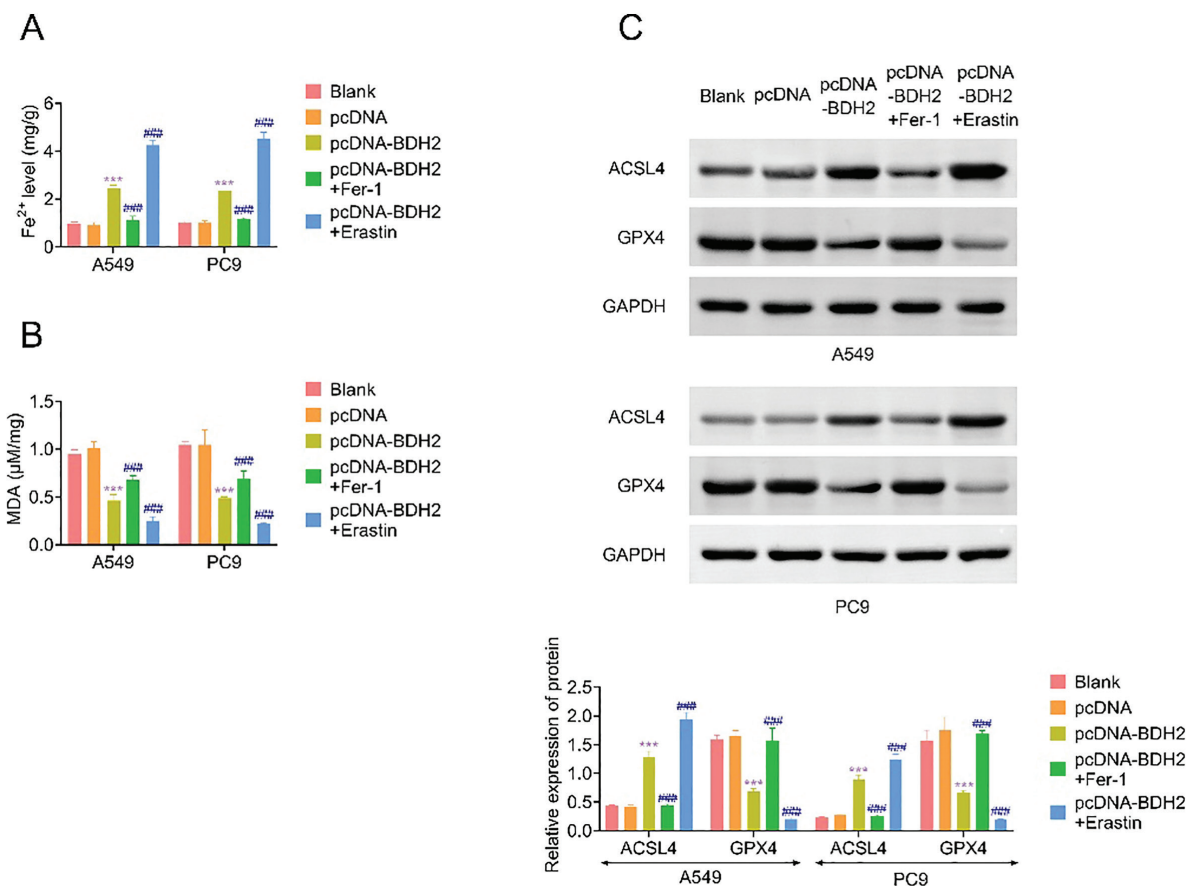 A
Fe2+ level (mg/g)
6
4
2
0
***
###
###
***
###
###
A549
PC9
Blank
pcDNA
pcDNA-BDH2
pcDNA-BDH2
+Fer-1
pcDNA-BDH2
+Erastin
B
MDA (μM/mg)
1.5
1.0
0.5
0.0
***
###
###
***
###
###
A549
PC9
Blank
pcDNA
pcDNA-BDH2
pcDNA-BDH2
+Fer-1
pcDNA-BDH2
+Erastin
C
Blank
pcDNA
pcDNA
-BDH2
pcDNA
-BDH2
+Fer-1
pcDNA
-BDH2
+Erastin
ACSL4
GPX4
GAPDH
A549
ACSL4
GPX4
GAPDH
PC9
Relative expression of protein
2.5
2.0
1.5
1.0
0.5
0.0
***
###
###
***
###
###
***
###
###
***
###
###
ACSL4
GPX4
ACSL4
GPX4
A549
PC9
Blank
pcDNA
pcDNA-BDH2
pcDNA-BDH2
+Fer-1
pcDNA-BDH2
+Erastin